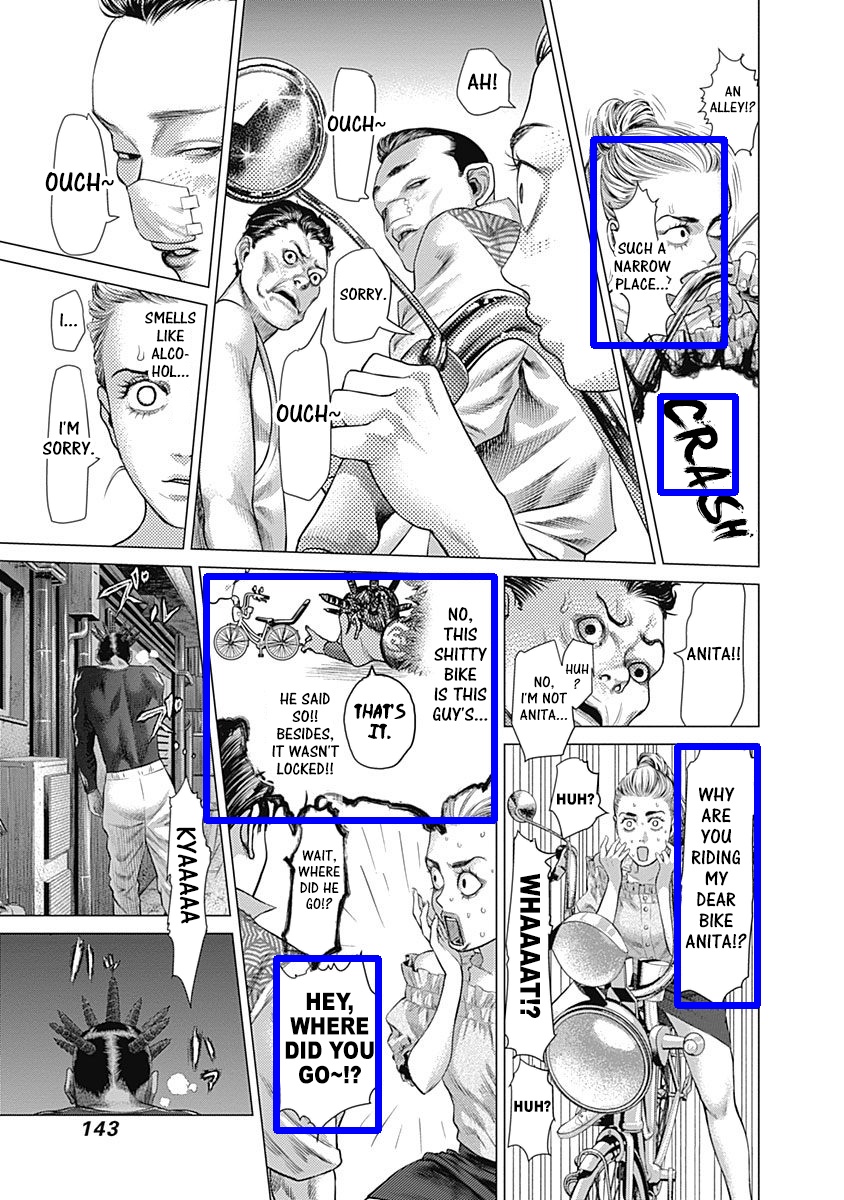 AN
ALLEY!?
SUCH A
NARROW
PLACE...?
CRASH
AH!
OUCH~
SORRY.
OUCH~
OUCH~
SMELLS
LIKE
ALCO-
HOL...
I...
I'M
SORRY.
ANITA!!
HUH
?
NO,
I'M NOT
ANITA...
WHY
ARE
YOU
RIDING
MY
DEAR
BIKE
ANITA!?
HUH?
WHAAAAT!?
HUH?
NO,
THIS
SHITTY
BIKE
IS THIS
GUY'S...
THAT'S
IT.
HE SAID
SO!!
BESIDES,
IT WASN'T
LOCKED!!
WAIT,
WHERE
DID HE
GO!?
HEY,
WHERE
DID YOU
GO~!?
KYAAAAA
143